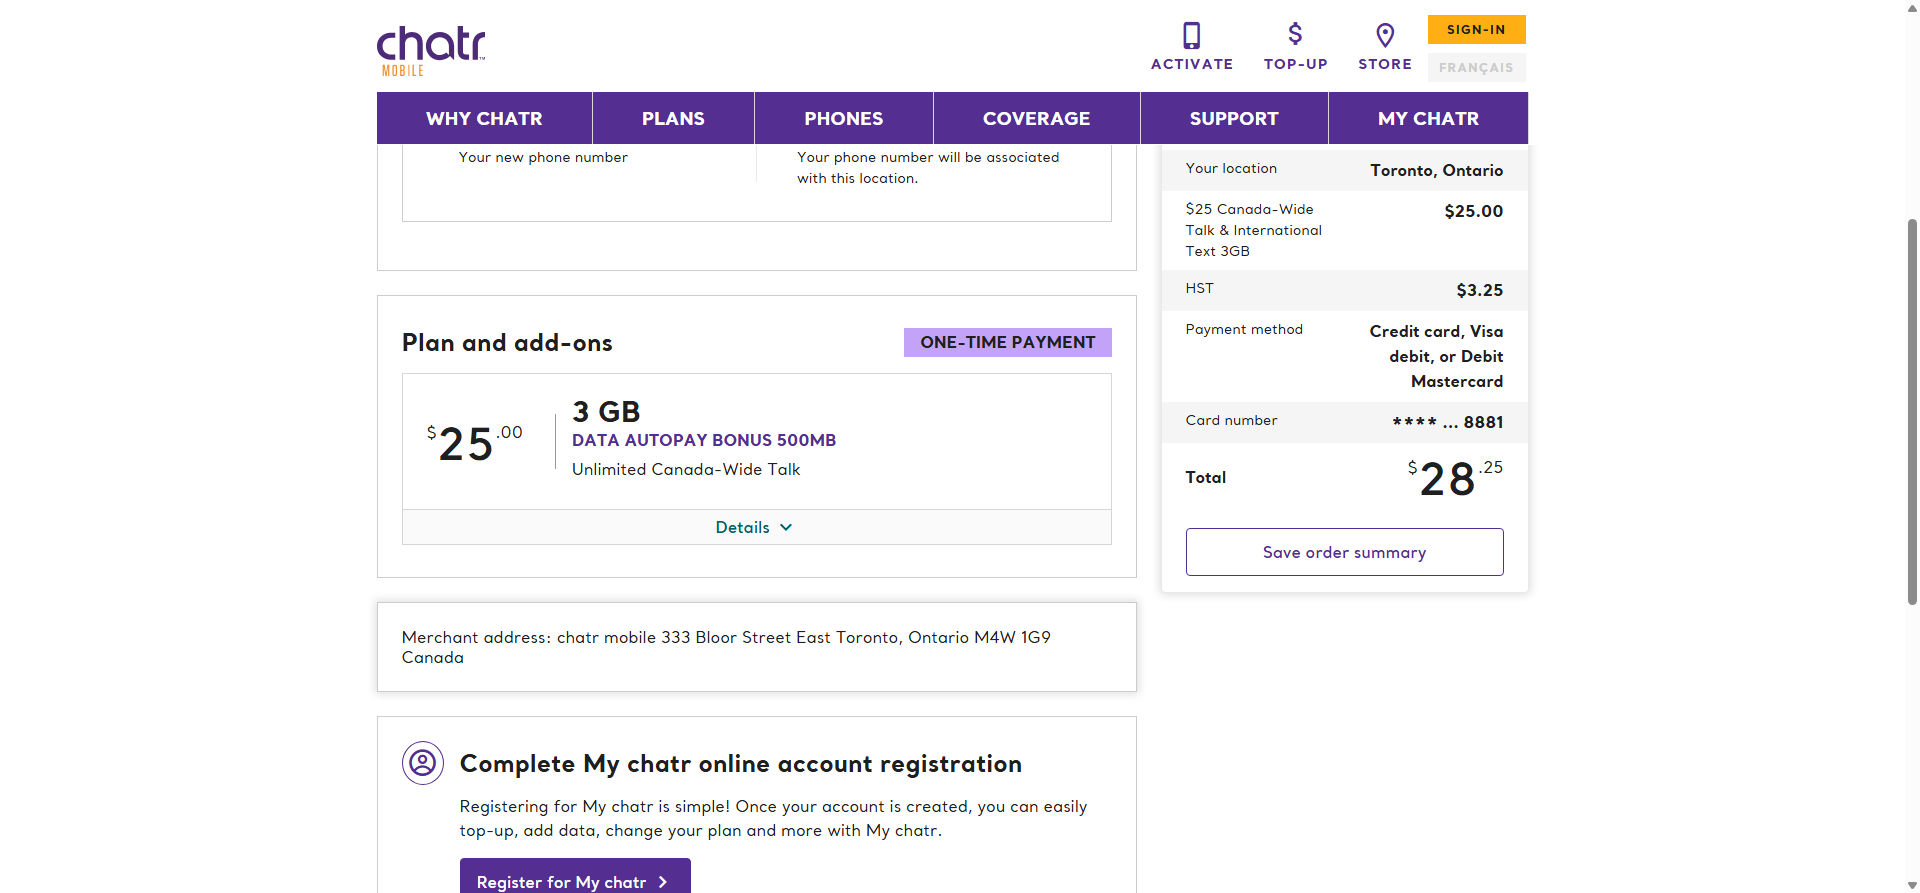 chatr
MOBILE
ACTIVATE
TOP-UP
STORE
SIGN-IN
FRANÇAIS
WHY CHATR
PLANS
PHONES
COVERAGE
SUPPORT
MY CHATR
Your new phone number
Your phone number will be associated
with this location.
Plan and add-ons
ONE-TIME PAYMENT
$25.00
3 GB
DATA AUTOPAY BONUS 500MB
Unlimited Canada-Wide Talk
Details
Merchant address: chatr mobile 333 Bloor Street East Toronto, Ontario M4W 1G9
Canada
Complete My chatr online account registration
Registering for My chatr is simple! Once your account is created, you can easily
top-up, add data, change your plan and more with My chatr.
Register for My chatr
Your location
Toronto, Ontario
$25 Canada-Wide
Talk & International
Text 3GB
$25.00
HST
$3.25
Payment method
Credit card, Visa
debit, or Debit
Mastercard
Card number
**** ... 8881
Total
$28.25
Save order summary